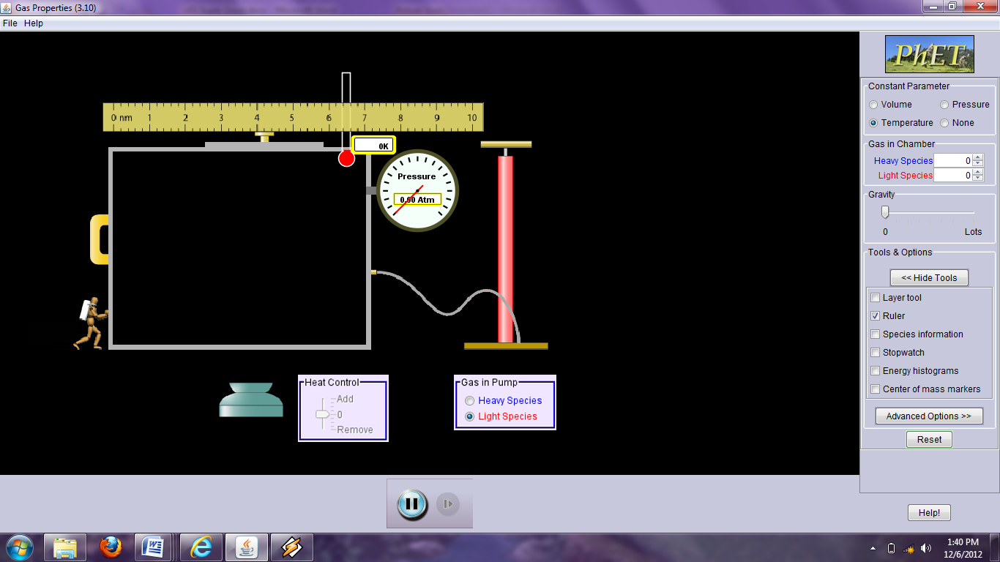 Gas Properties (3.10)
File Help
PhET
Constant Parameter
Volume Pressure
Temperature None
Gas in Chamber
Heavy Species 0
Light Species 0
Gravity
0 Lots
Tools & Options
<< Hide Tools
Layer tool
Ruler
Species information
Stopwatch
Energy histograms
Center of mass markers
Advanced Options >>
Reset
Help!
0 nm 1 2 3 4 5 6 7 8 9 10
0K
Pressure
0.00 Atm
Heat Control
Add
0
Remove
Gas in Pump
Heavy Species
Light Species
1:40 PM
12/6/2012